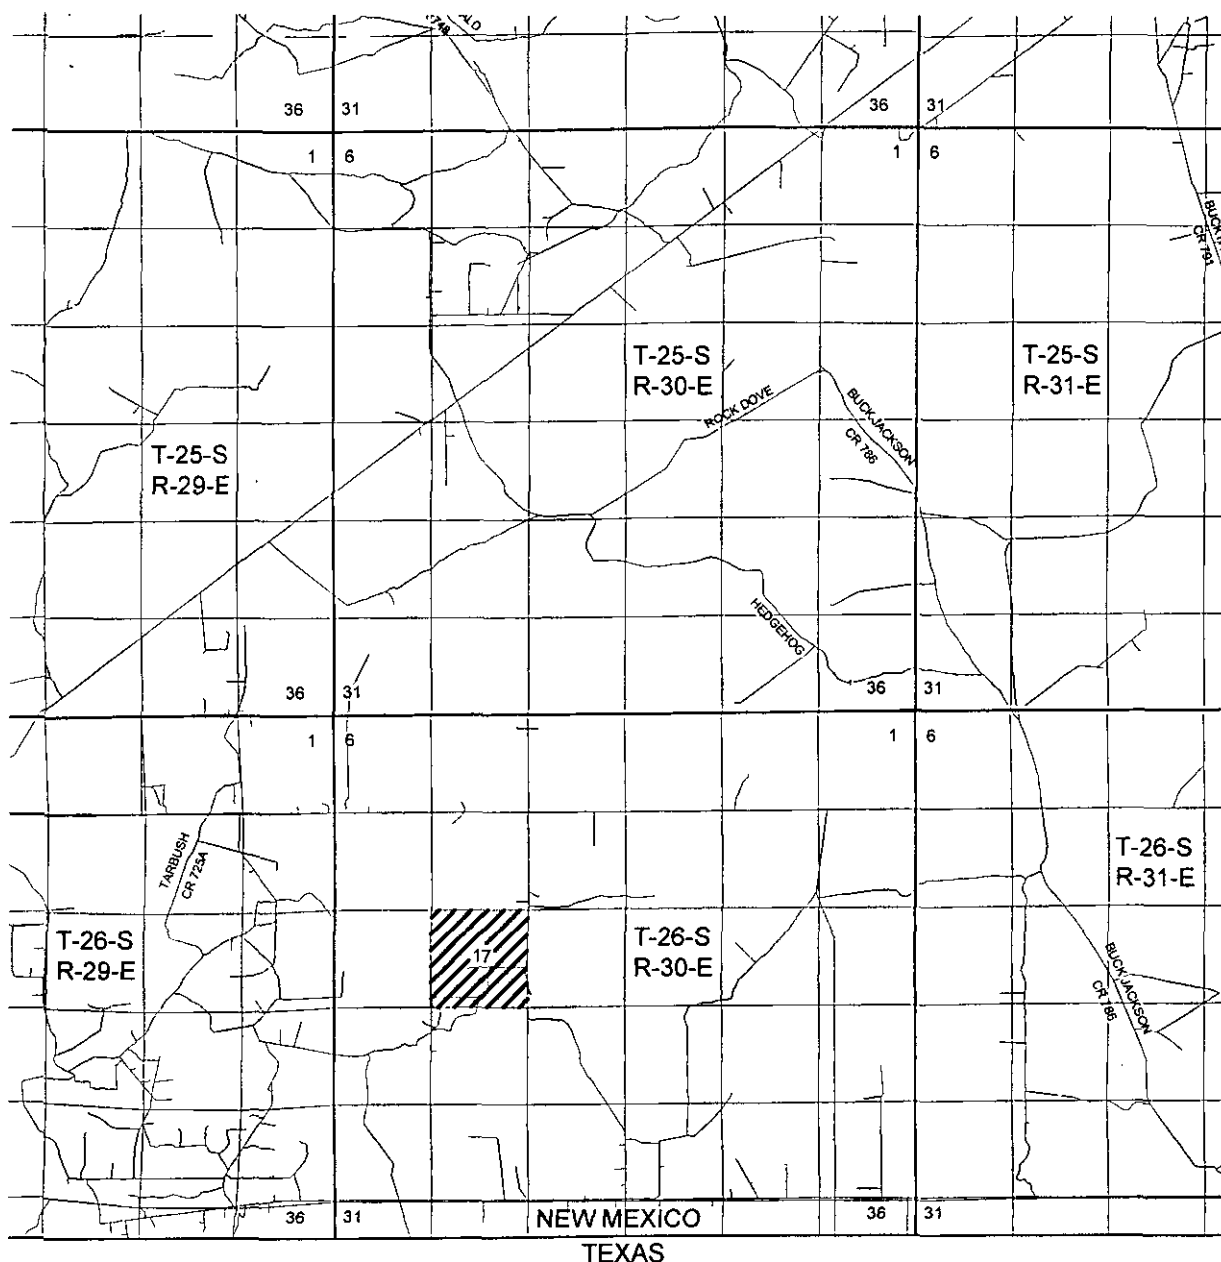 ALD
748
36 31
36 31
1 6
1 6
CR 791
T-25-S
R-30-E
T-25-S
R-31-E
ROCK DOVE
BUCK JACKSON
CR 786
T-25-S
R-29-E
HEDGEHOG
36 31
36 31
1 6
1 6
TARBUSH
CR 725A
T-26-S
R-31-E
T-26-S
R-29-E
17
T-26-S
R-30-E
BUCK JACKSON
CR 786
36 31
NEW MEXICO
36 31
TEXAS